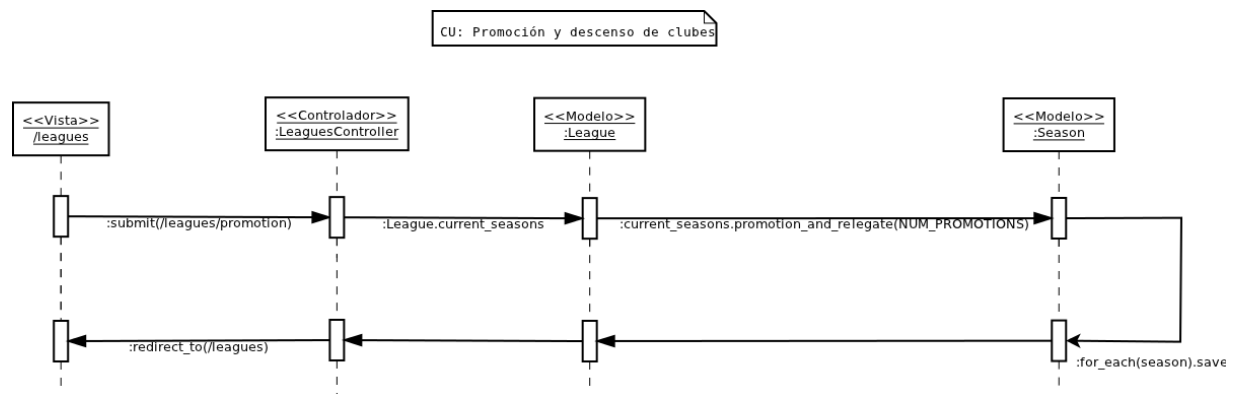 CU: Promoción y descenso de clubes
<<Vista>>
/leagues
<<Controlador>>
:LeaguesController
<<Modelo>>
:League
<<Modelo>>
:Season
:submit(/leagues/promotion)
:League.current_seasons
:current_seasons.promotion_and_relegate(NUM_PROMOTIONS)
:redirect_to(/leagues)
:for_each(season).save